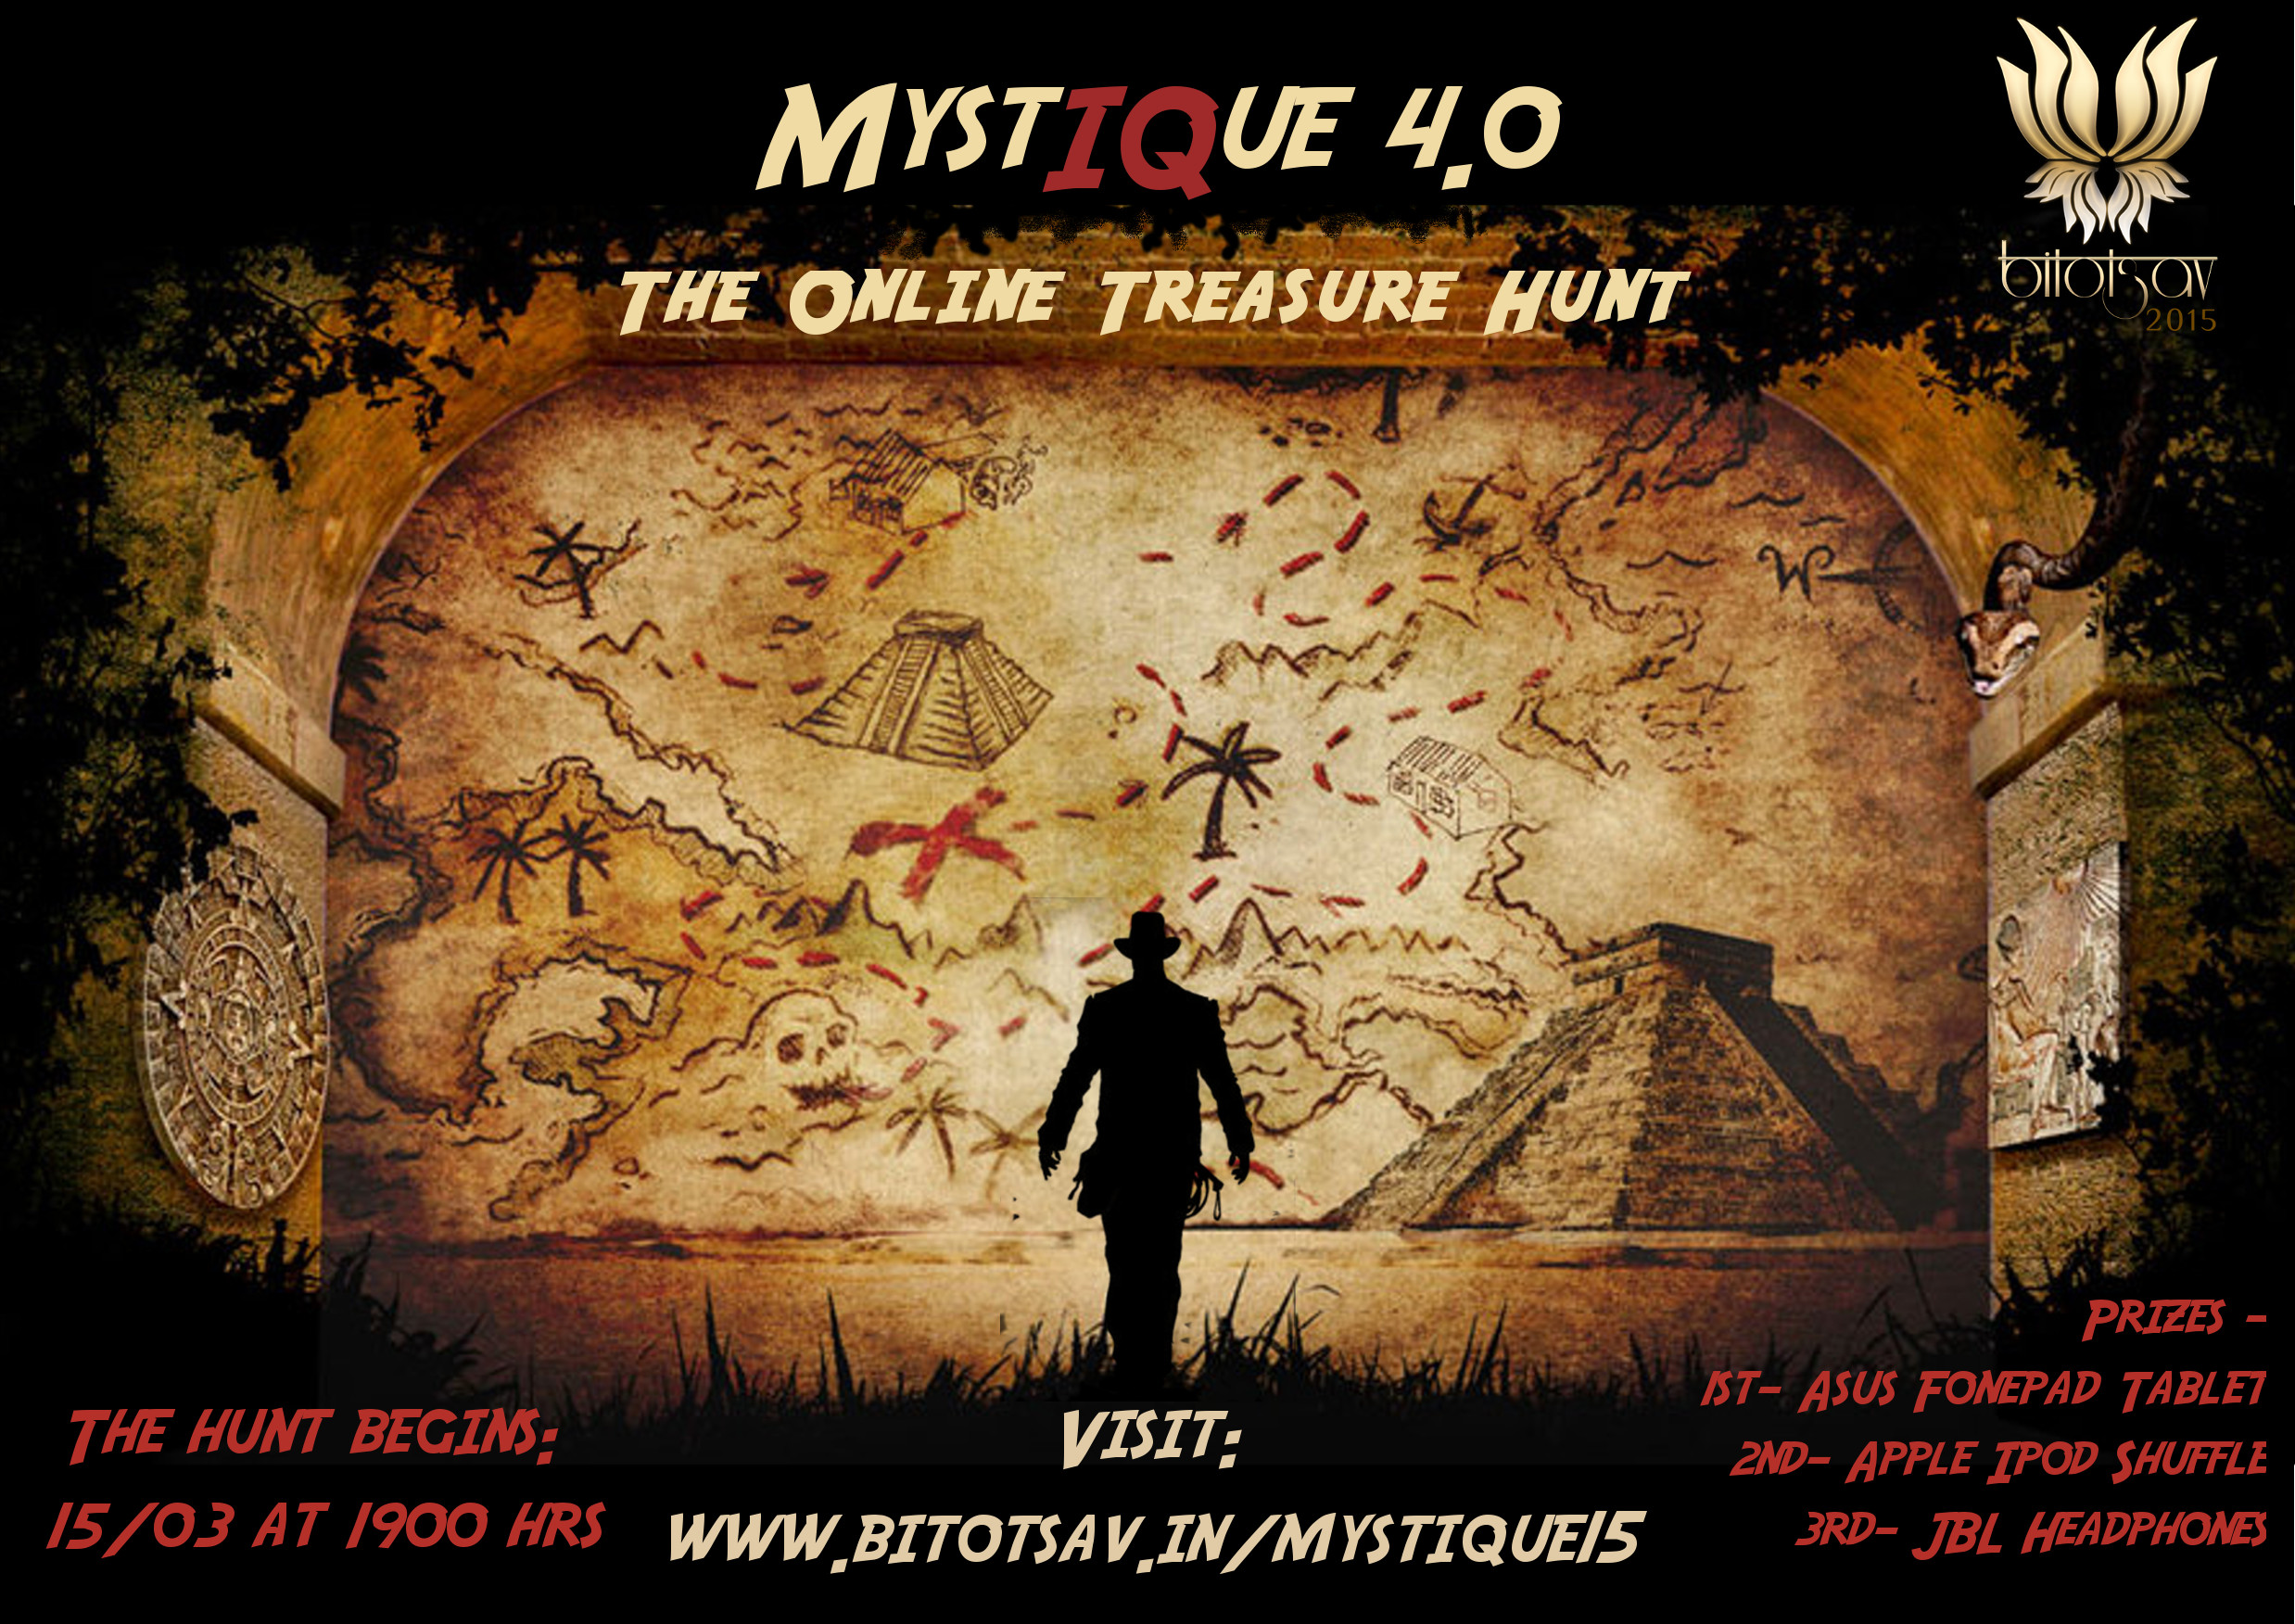 MystIQue 4.0
bitotsav
2015
The Online Treasure Hunt
W
Prizes -
1st- Asus Fonepad Tablet
2nd- Apple Ipod Shuffle
3rd- JBL Headphones
The hunt begins:
15/03 at 1900 hrs
Visit:
www.bitotsav.in/Mystique15